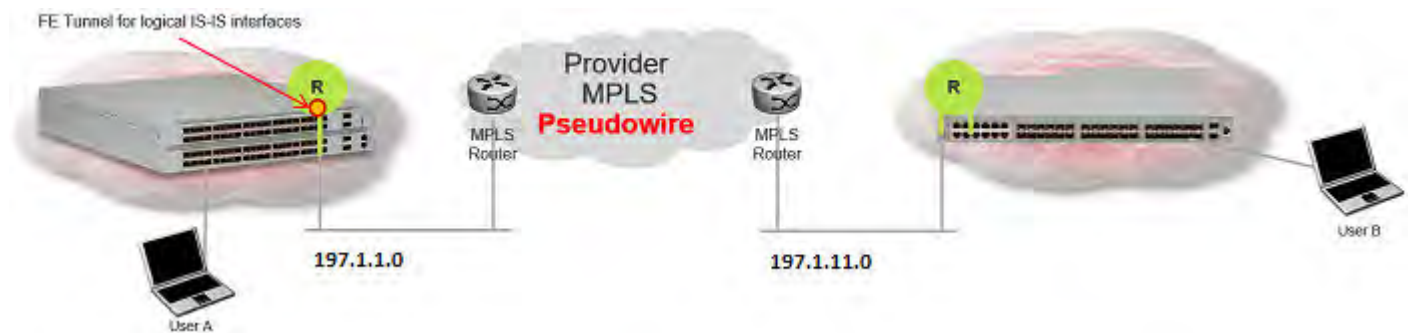 FE Tunnel for logical IS-IS interfaces
R
Provider
MPLS
Pseudowire
R
MPLS
Router
MPLS
Router
197.1.1.0
197.1.11.0
User A
User B